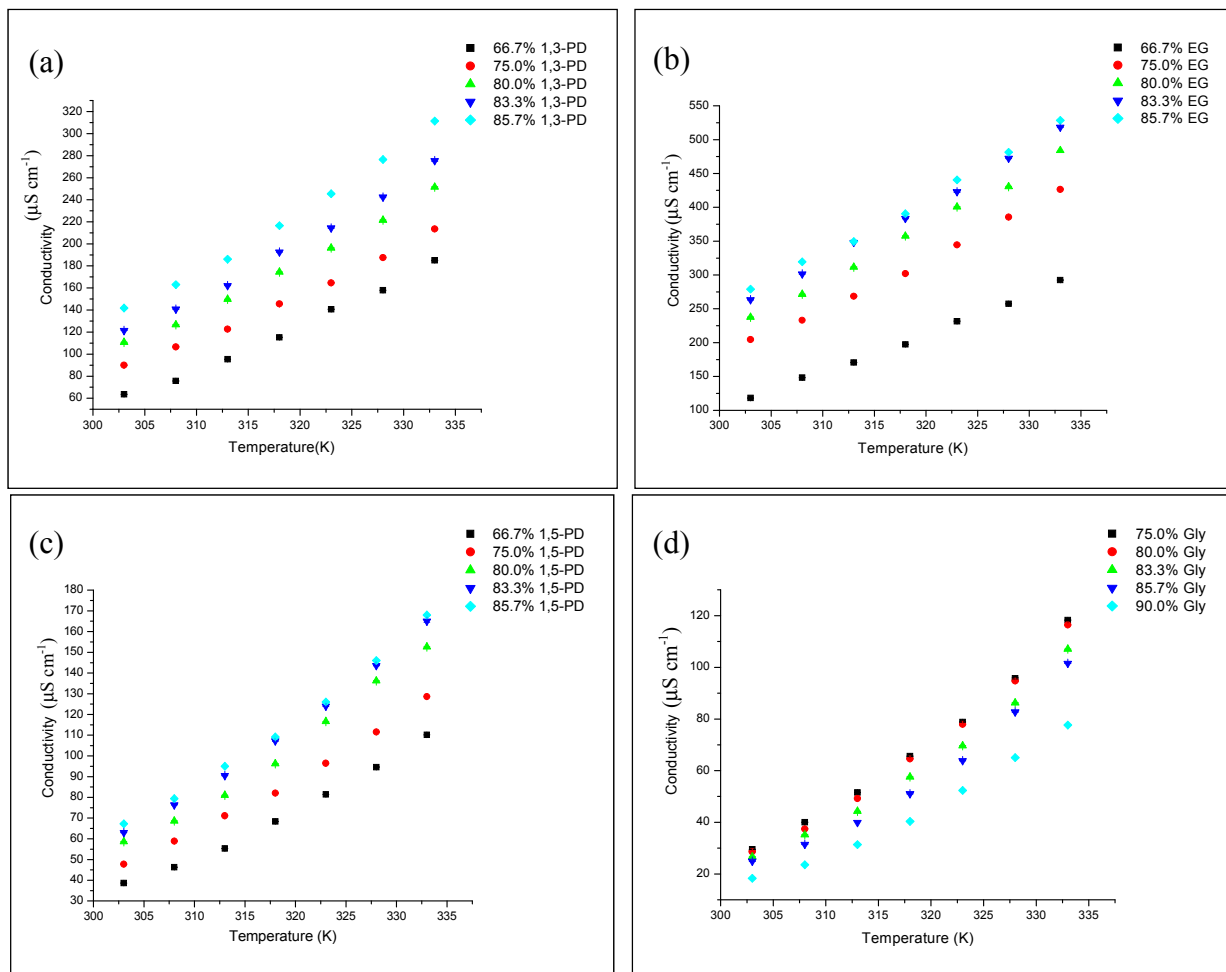 (a)
66.7% 1,3-PD
75.0% 1,3-PD
80.0% 1,3-PD
83.3% 1,3-PD
85.7% 1,3-PD
320
300
280
260
240
220
200
180
160
140
120
100
80
60
Conductivity (µS cm⁻¹)
300 305 310 315 320 325 330 335
Temperature(K)
(b)
66.7% EG
75.0% EG
80.0% EG
83.3% EG
85.7% EG
550
500
450
400
350
300
250
200
150
100
Conductivity (µS cm⁻¹)
300 305 310 315 320 325 330 335
Temperature (K)
(c)
66.7% 1,5-PD
75.0% 1,5-PD
80.0% 1,5-PD
83.3% 1,5-PD
85.7% 1,5-PD
180
170
160
150
140
130
120
110
100
90
80
70
60
50
40
30
Conductivity (µS cm⁻¹)
300 305 310 315 320 325 330 335
Temperature (K)
(d)
75.0% Gly
80.0% Gly
83.3% Gly
85.7% Gly
90.0% Gly
120
100
80
60
40
20
Conductivity (µS cm⁻¹)
300 305 310 315 320 325 330 335
Temperature (K)